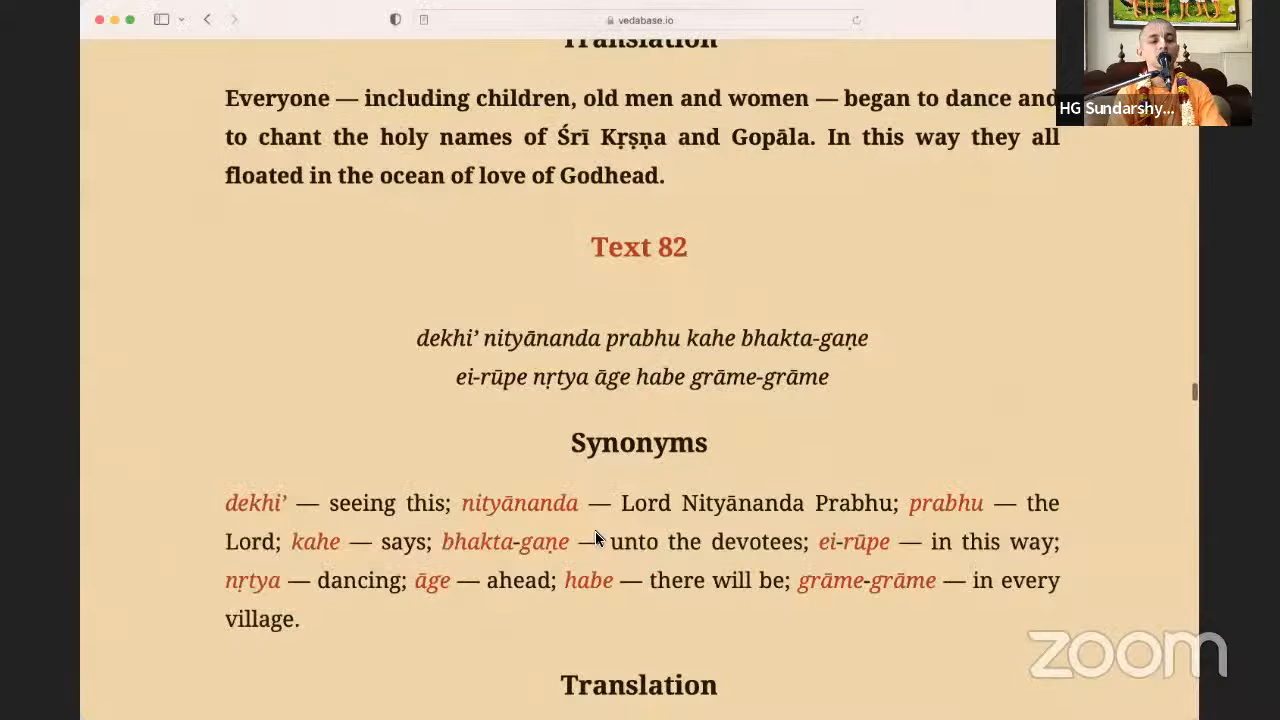 vedabase.io
Translation
Everyone — including children, old men and women — began to dance and
to chant the holy names of Śrī Kṛṣṇa and Gopāla. In this way they all
floated in the ocean of love of Godhead.
HG Sundarshy...
Text 82
dekhi’ nityānanda prabhu kahe bhakta-gaṇe
ei-rūpe nṛtya āge habe grāme-grāme
Synonyms
dekhi’ — seeing this; nityānanda — Lord Nityānanda Prabhu; prabhu — the
Lord; kahe — says; bhakta-gaṇe — unto the devotees; ei-rūpe — in this way;
nṛtya — dancing; āge — ahead; habe — there will be; grāme-grāme — in every
village.
zoom
Translation